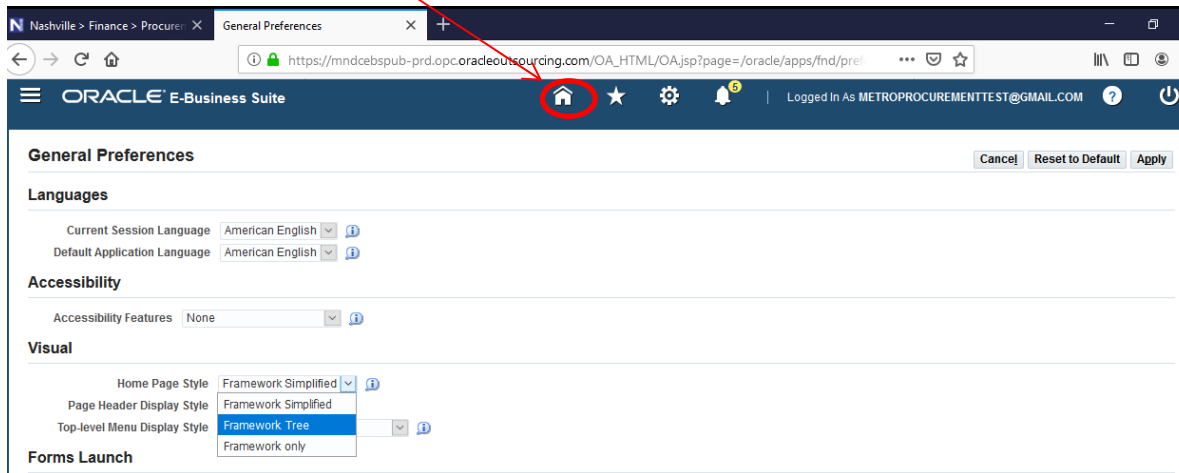 N Nashville > Finance > Procuren General Preferences
https://mndcebspub-prd.opc.oracleoutsourcing.com/OA_HTML/OA.jsp?page=/oracle/apps/fnd/pref
ORACLE E-Business Suite 5 | Logged In As METROPROCUREMENTTEST@GMAIL.COM ?
General Preferences Cancel Reset to Default Apply
Languages
Current Session Language American English
Default Application Language American English
Accessibility
Accessibility Features None
Visual
Home Page Style Framework Simplified
Page Header Display Style Framework Simplified
Top-level Menu Display Style Framework Tree
Framework only
Forms Launch